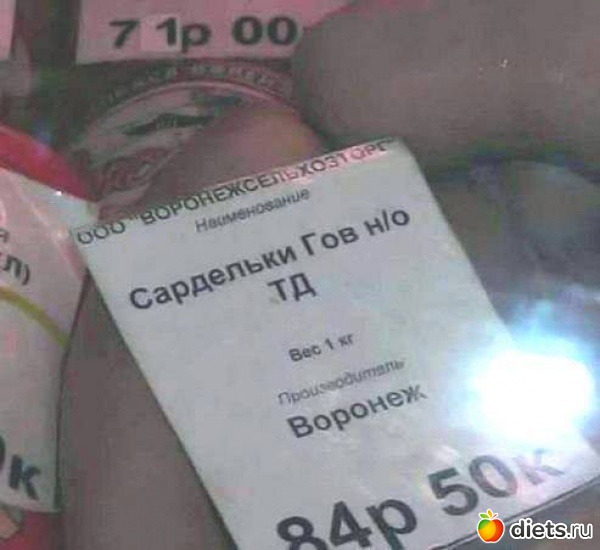 71р 00
ООО "ВОРОНЕЖСЕЛЬХОЗТОРГ"
Наименование
Сардельки Гов н/о
ТД
Вес 1 кг
Производитель
Воронеж
84р 50к
л)
к
diets.ru